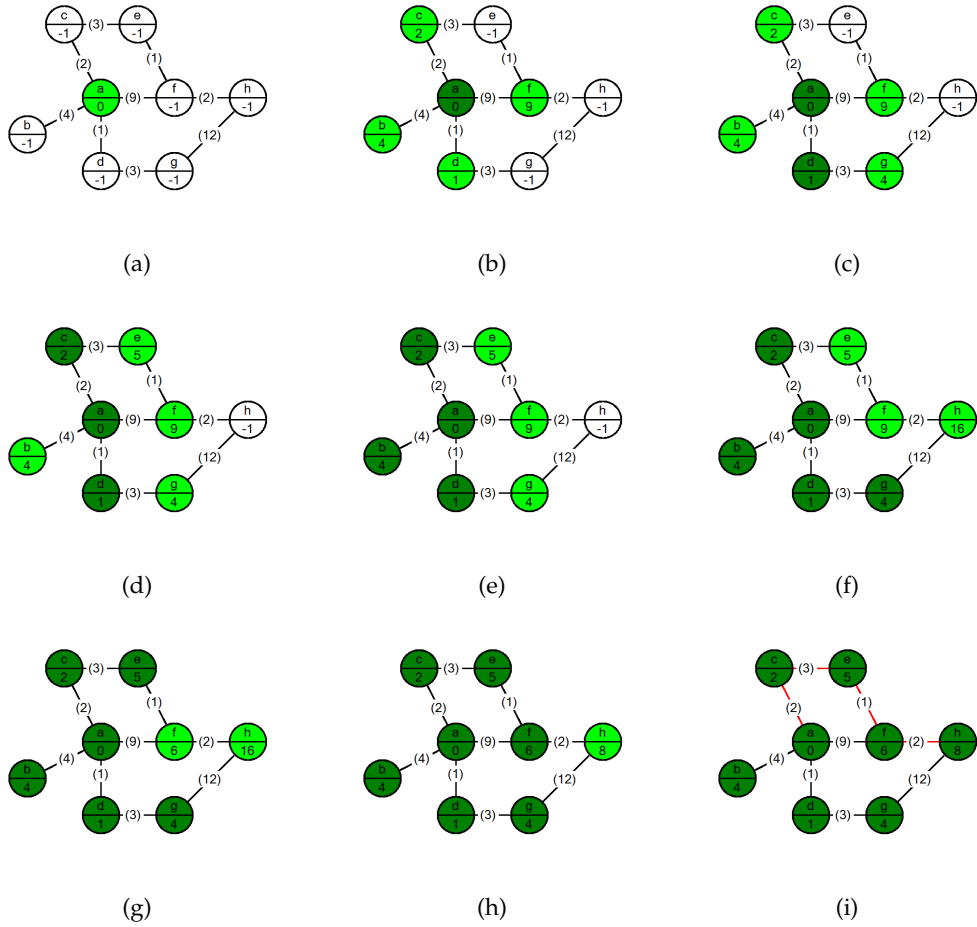 c (3) e
-1 -1
(2) (1)
a (9) f (2) h
0 -1 -1
(4) (1) (12)
b
-1
d (3) g
-1 -1
(a)
c (3) e
2 -1
(2) (1)
a (9) f (2) h
0 9 -1
(4) (1) (12)
b
4
d (3) g
1 -1
(b)
c (3) e
2 -1
(2) (1)
a (9) f (2) h
0 9 -1
(4) (1) (12)
b
4
d (3) g
1 4
(c)
c (3) e
2 5
(2) (1)
a (9) f (2) h
0 9 -1
(4) (1) (12)
b
4
d (3) g
1 4
(d)
c (3) e
2 5
(2) (1)
a (9) f (2) h
0 9 -1
(4) (1) (12)
b
4
d (3) g
1 4
(e)
c (3) e
2 5
(2) (1)
a (9) f (2) h
0 9 16
(4) (1) (12)
b
4
d (3) g
1 4
(f)
c (3) e
2 5
(2) (1)
a (9) f (2) h
0 6 16
(4) (1) (12)
b
4
d (3) g
1 4
(g)
c (3) e
2 5
(2) (1)
a (9) f (2) h
0 6 8
(4) (1) (12)
b
4
d (3) g
1 4
(h)
c (3) e
2 5
(2) (1)
a (9) f (2) h
0 6 8
(4) (1) (12)
b
4
d (3) g
1 4
(i)